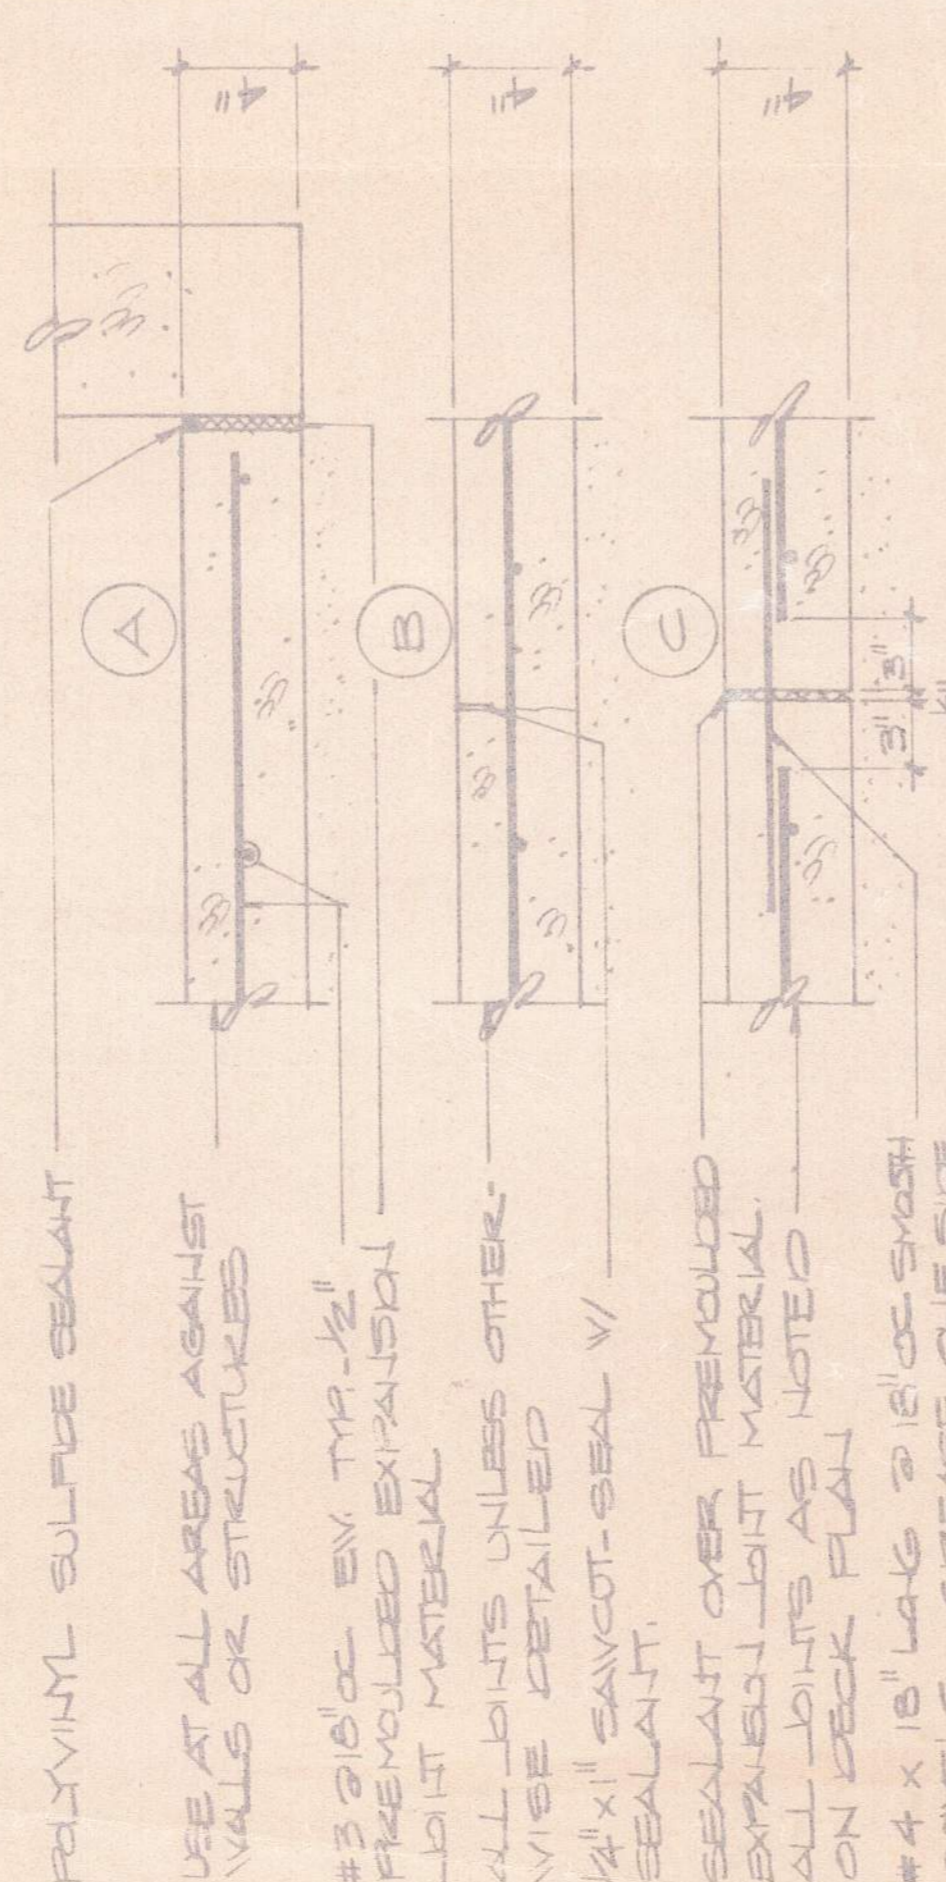 POLYVINYL SULFIDE SEALANT
USE AT ALL AREAS AGAINST
WALLS OR STRUCTURES
#3 @ 18" OC EW. TYP. - 1/2"
PREMOULDED EXPANSION
JOINT MATERIAL
ALL JOINTS UNLESS OTHER-
WISE DETAILED
1/4" x 1" SAWCUT - SEAL W/
SEALANT.
SEALANT OVER PREMOULDED
EXPANSION JOINT MATERIAL.
ALL JOINTS AS NOTED
ON DECK PLAN
#4 x 18" LONG @ 18" OC SMOOTH
ONE SIDE
A
B
C
4"
4"
4"
3"
3"